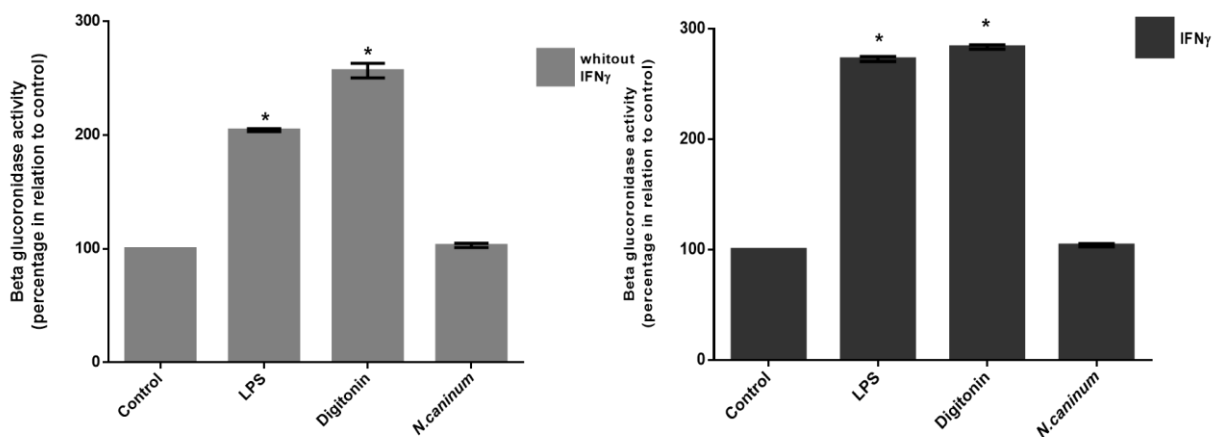 Beta glucoronidase activity
(percentage in relation to control)
300
200
100
0
*
*
whitout
IFNγ
Control
LPS
Digitonin
N.caninum
Beta glucoronidase activity
(percentage in relation to control)
300
200
100
0
*
*
IFNγ
Control
LPS
Digitonin
N.caninum